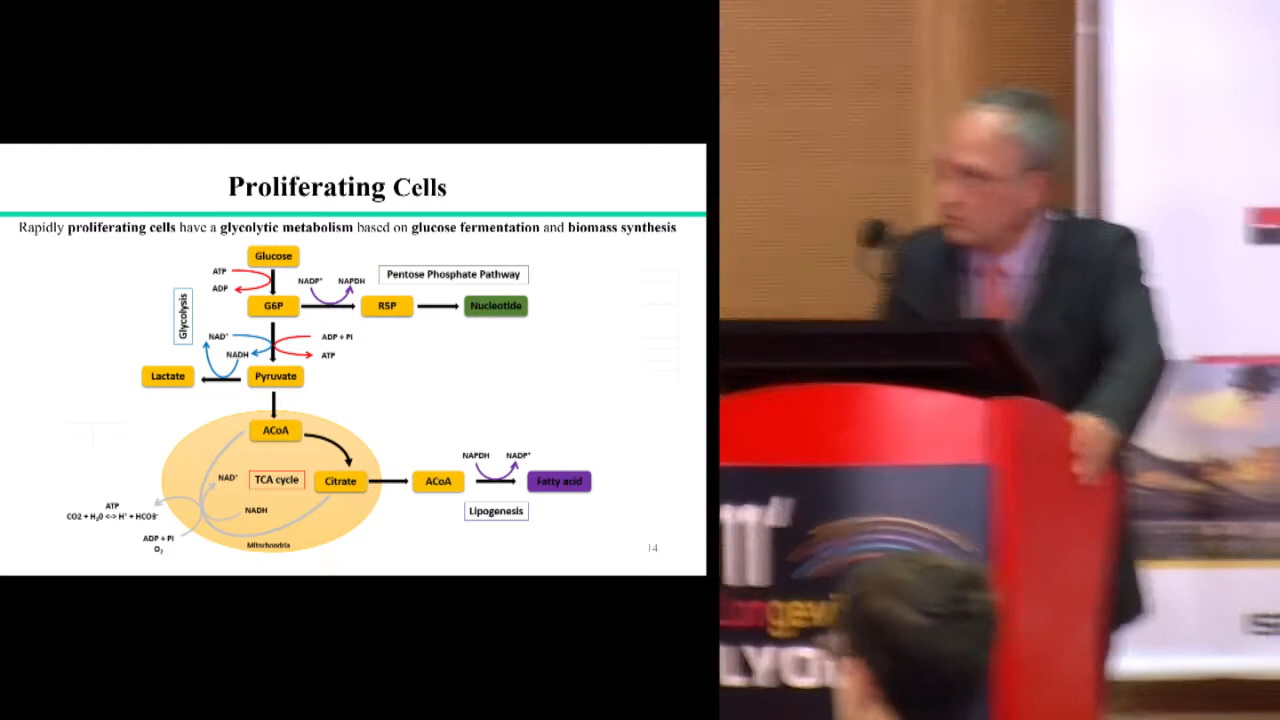 Proliferating Cells
Rapidly proliferating cells have a glycolytic metabolism based on glucose fermentation and biomass synthesis
Glucose
ATP
ADP
NADP⁺
NAPDH
Pentose Phosphate Pathway
Glycolysis
G6P
R5P
Nucleotide
NAD⁺
NADH
ADP + PI
ATP
Lactate
Pyruvate
ACoA
NAD⁺
TCA cycle
Citrate
ACoA
NAPDH
NADP⁺
Fatty acid
ATP
CO2 + H₂0 <-> H⁺ + HCO3⁻
NADH
Lipogenesis
ADP + PI
O₂
Mitochondria
14
LYO